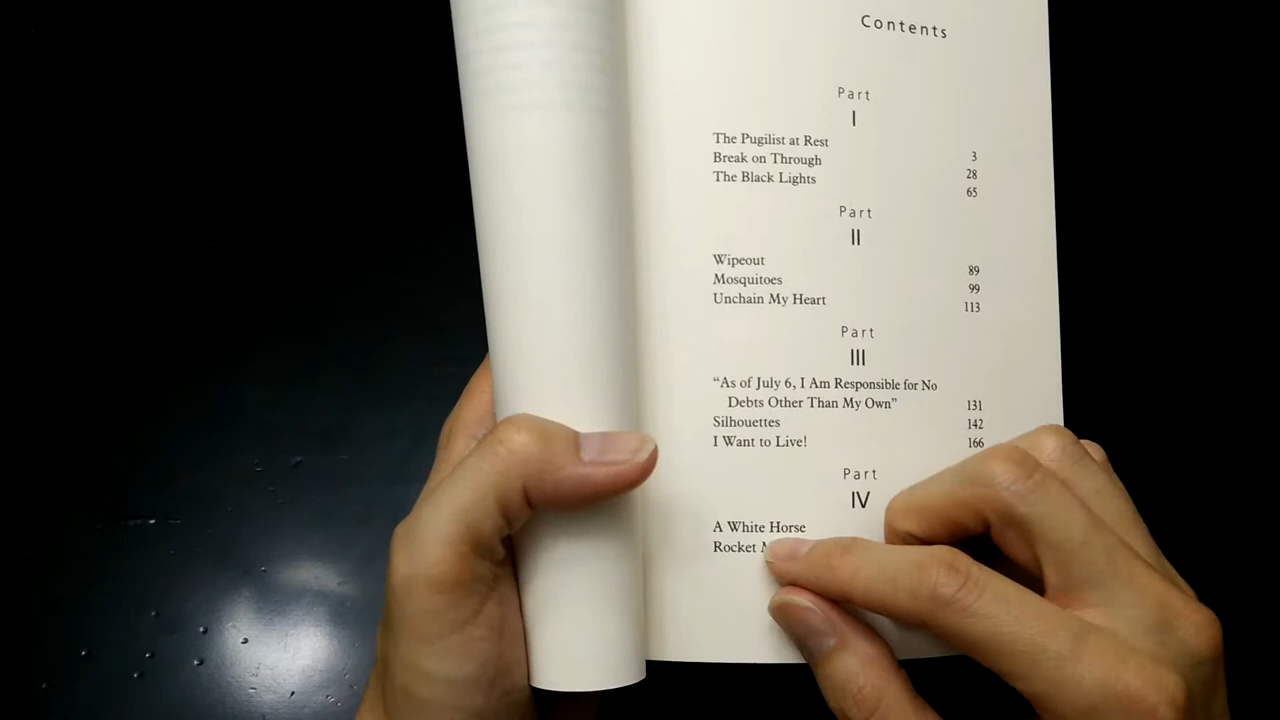 Contents
Part
I
The Pugilist at Rest 3
Break on Through 28
The Black Lights 65
Part
II
Wipeout 89
Mosquitoes 99
Unchain My Heart 113
Part
III
“As of July 6, I Am Responsible for No
Debts Other Than My Own” 131
Silhouettes 142
I Want to Live! 166
Part
IV
A White Horse
Rocket